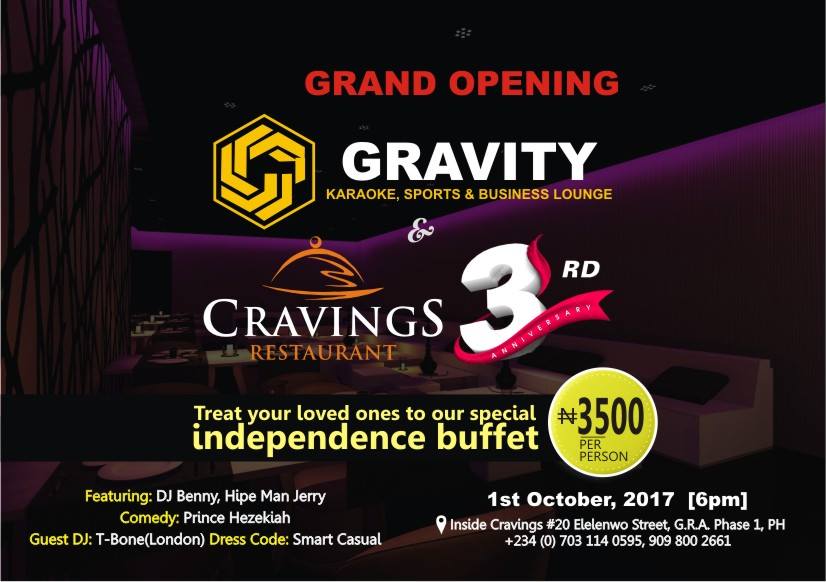 GRAND OPENING
GRAVITY
KARAOKE, SPORTS & BUSINESS LOUNGE
&
CRAVINGS
RESTAURANT
3RD
ANNIVERSARY
Treat your loved ones to our special
independence buffet
₦3500
PER
PERSON
Featuring: DJ Benny, Hipe Man Jerry
Comedy: Prince Hezekiah
Guest DJ: T-Bone(London) Dress Code: Smart Casual
1st October, 2017 [6pm]
Inside Cravings #20 Elelenwo Street, G.R.A. Phase 1, PH
+234 (0) 703 114 0595, 909 800 2661